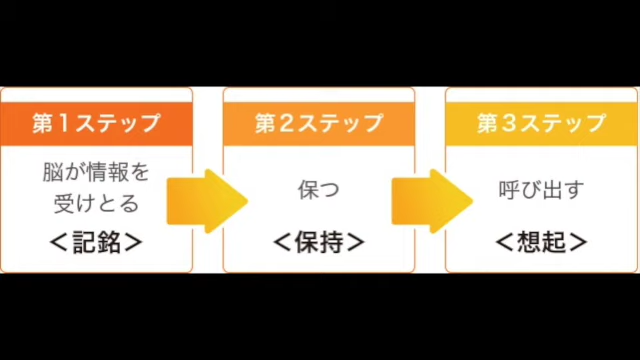 第１ステップ
脳が情報を
受けとる
＜記銘＞
第２ステップ
保つ
＜保持＞
第３ステップ
呼び出す
＜想起＞